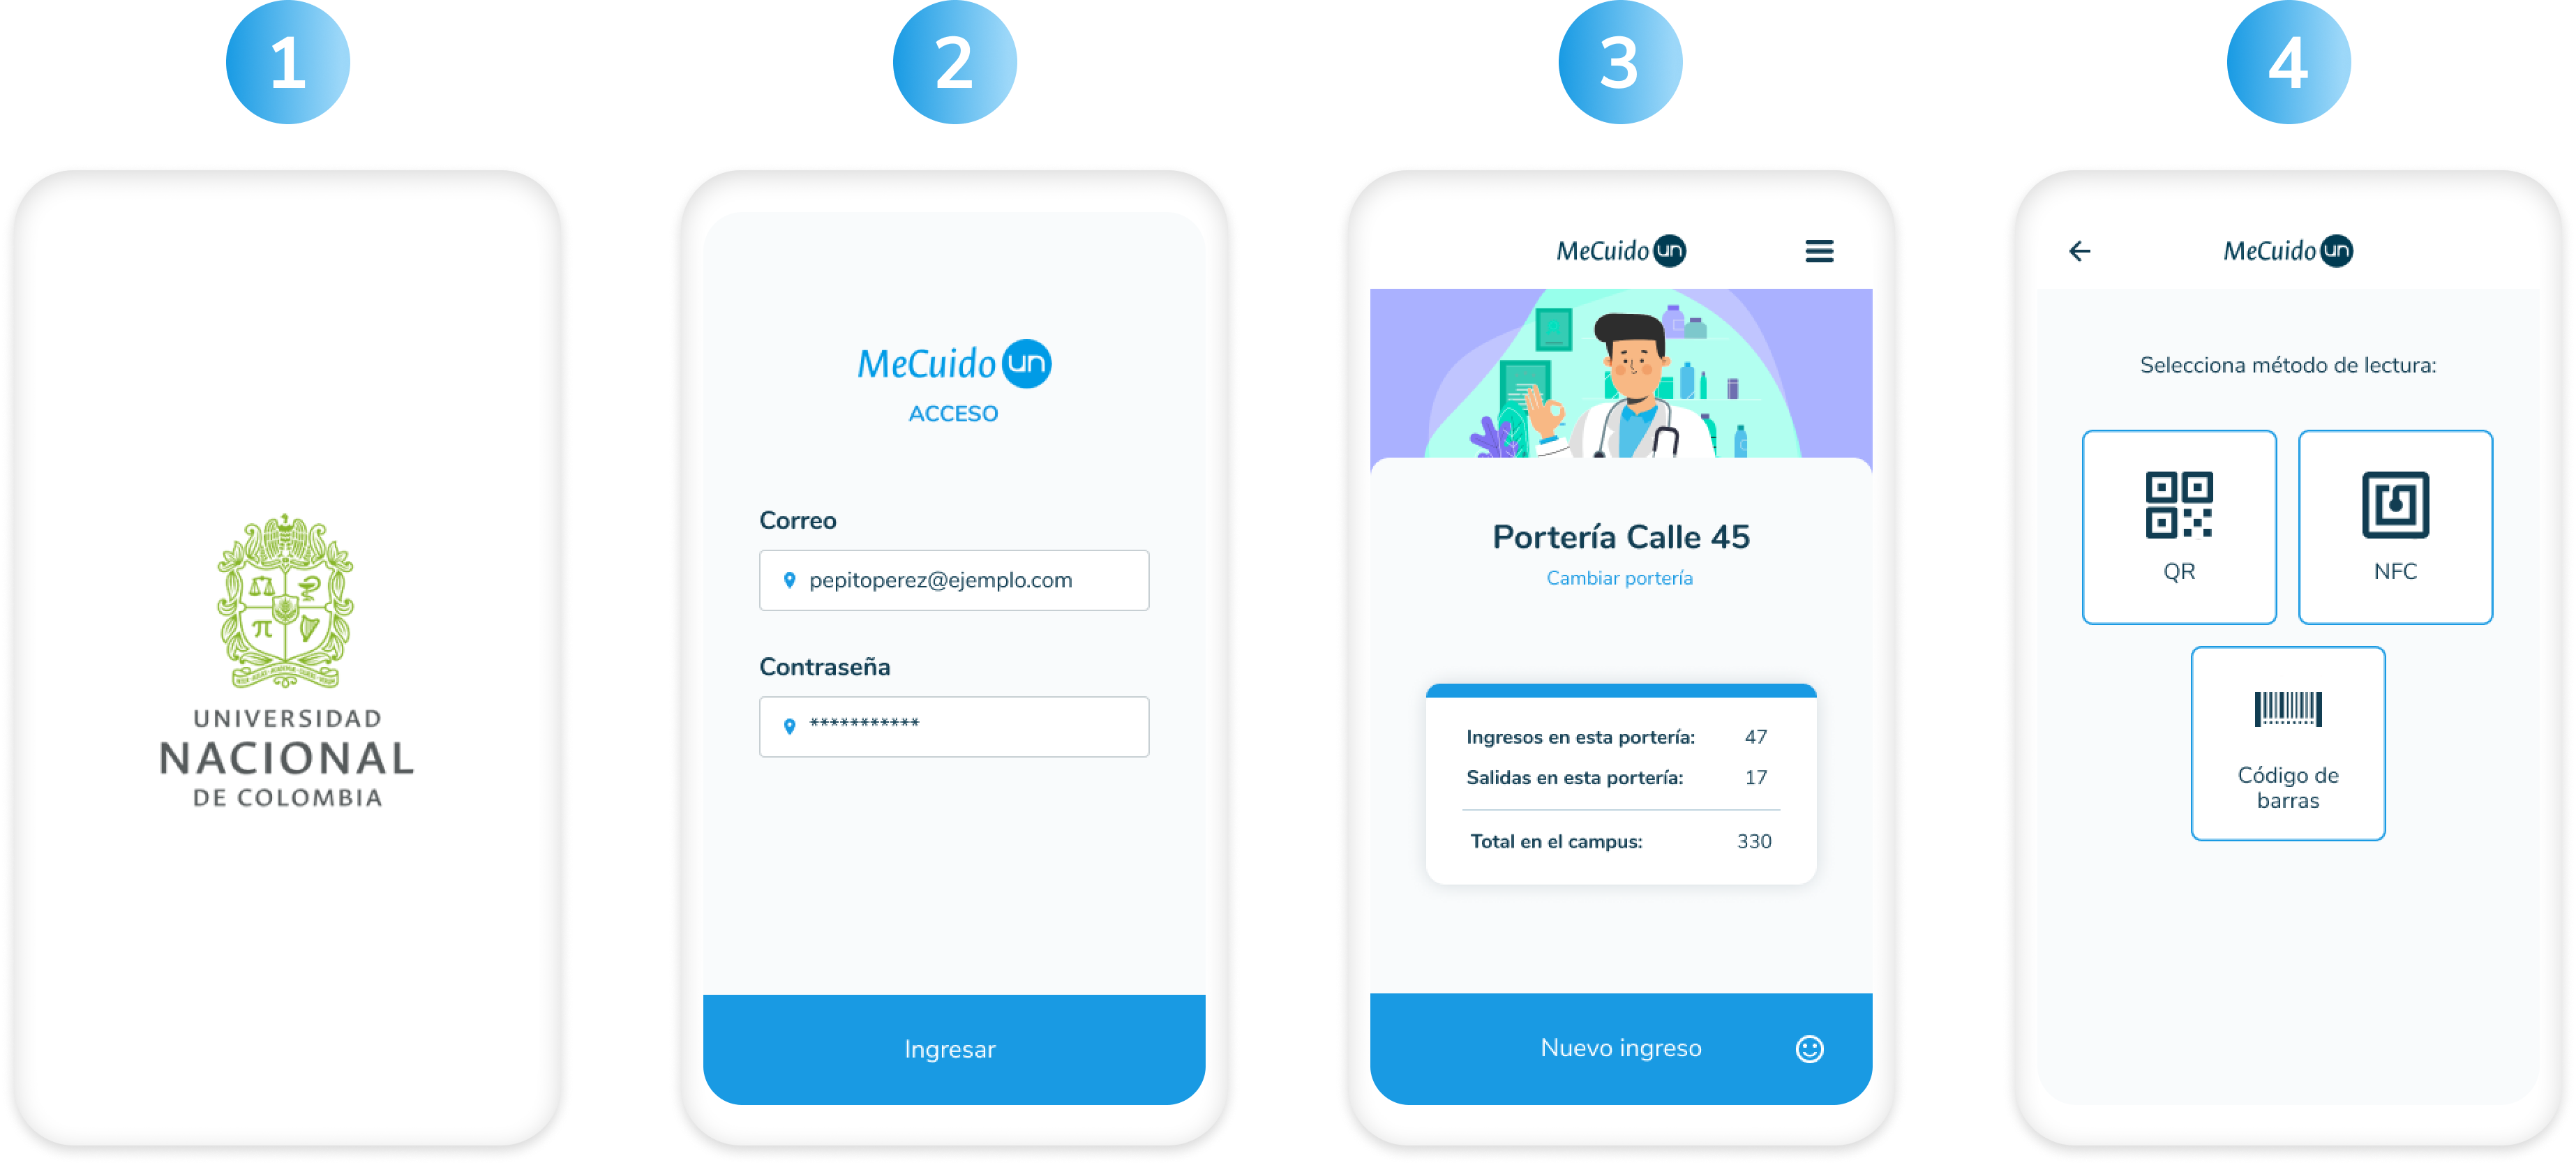 1
2
3
4
UNIVERSIDAD
NACIONAL
DE COLOMBIA
MeCuido un
ACCESO
Correo
pepitoperez@ejemplo.com
Contraseña
***********
Ingresar
MeCuido un
Portería Calle 45
Cambiar portería
Ingresos en esta portería: 47
Salidas en esta portería: 17
Total en el campus: 330
Nuevo ingreso
MeCuido un
Selecciona método de lectura:
QR
NFC
Código de
barras